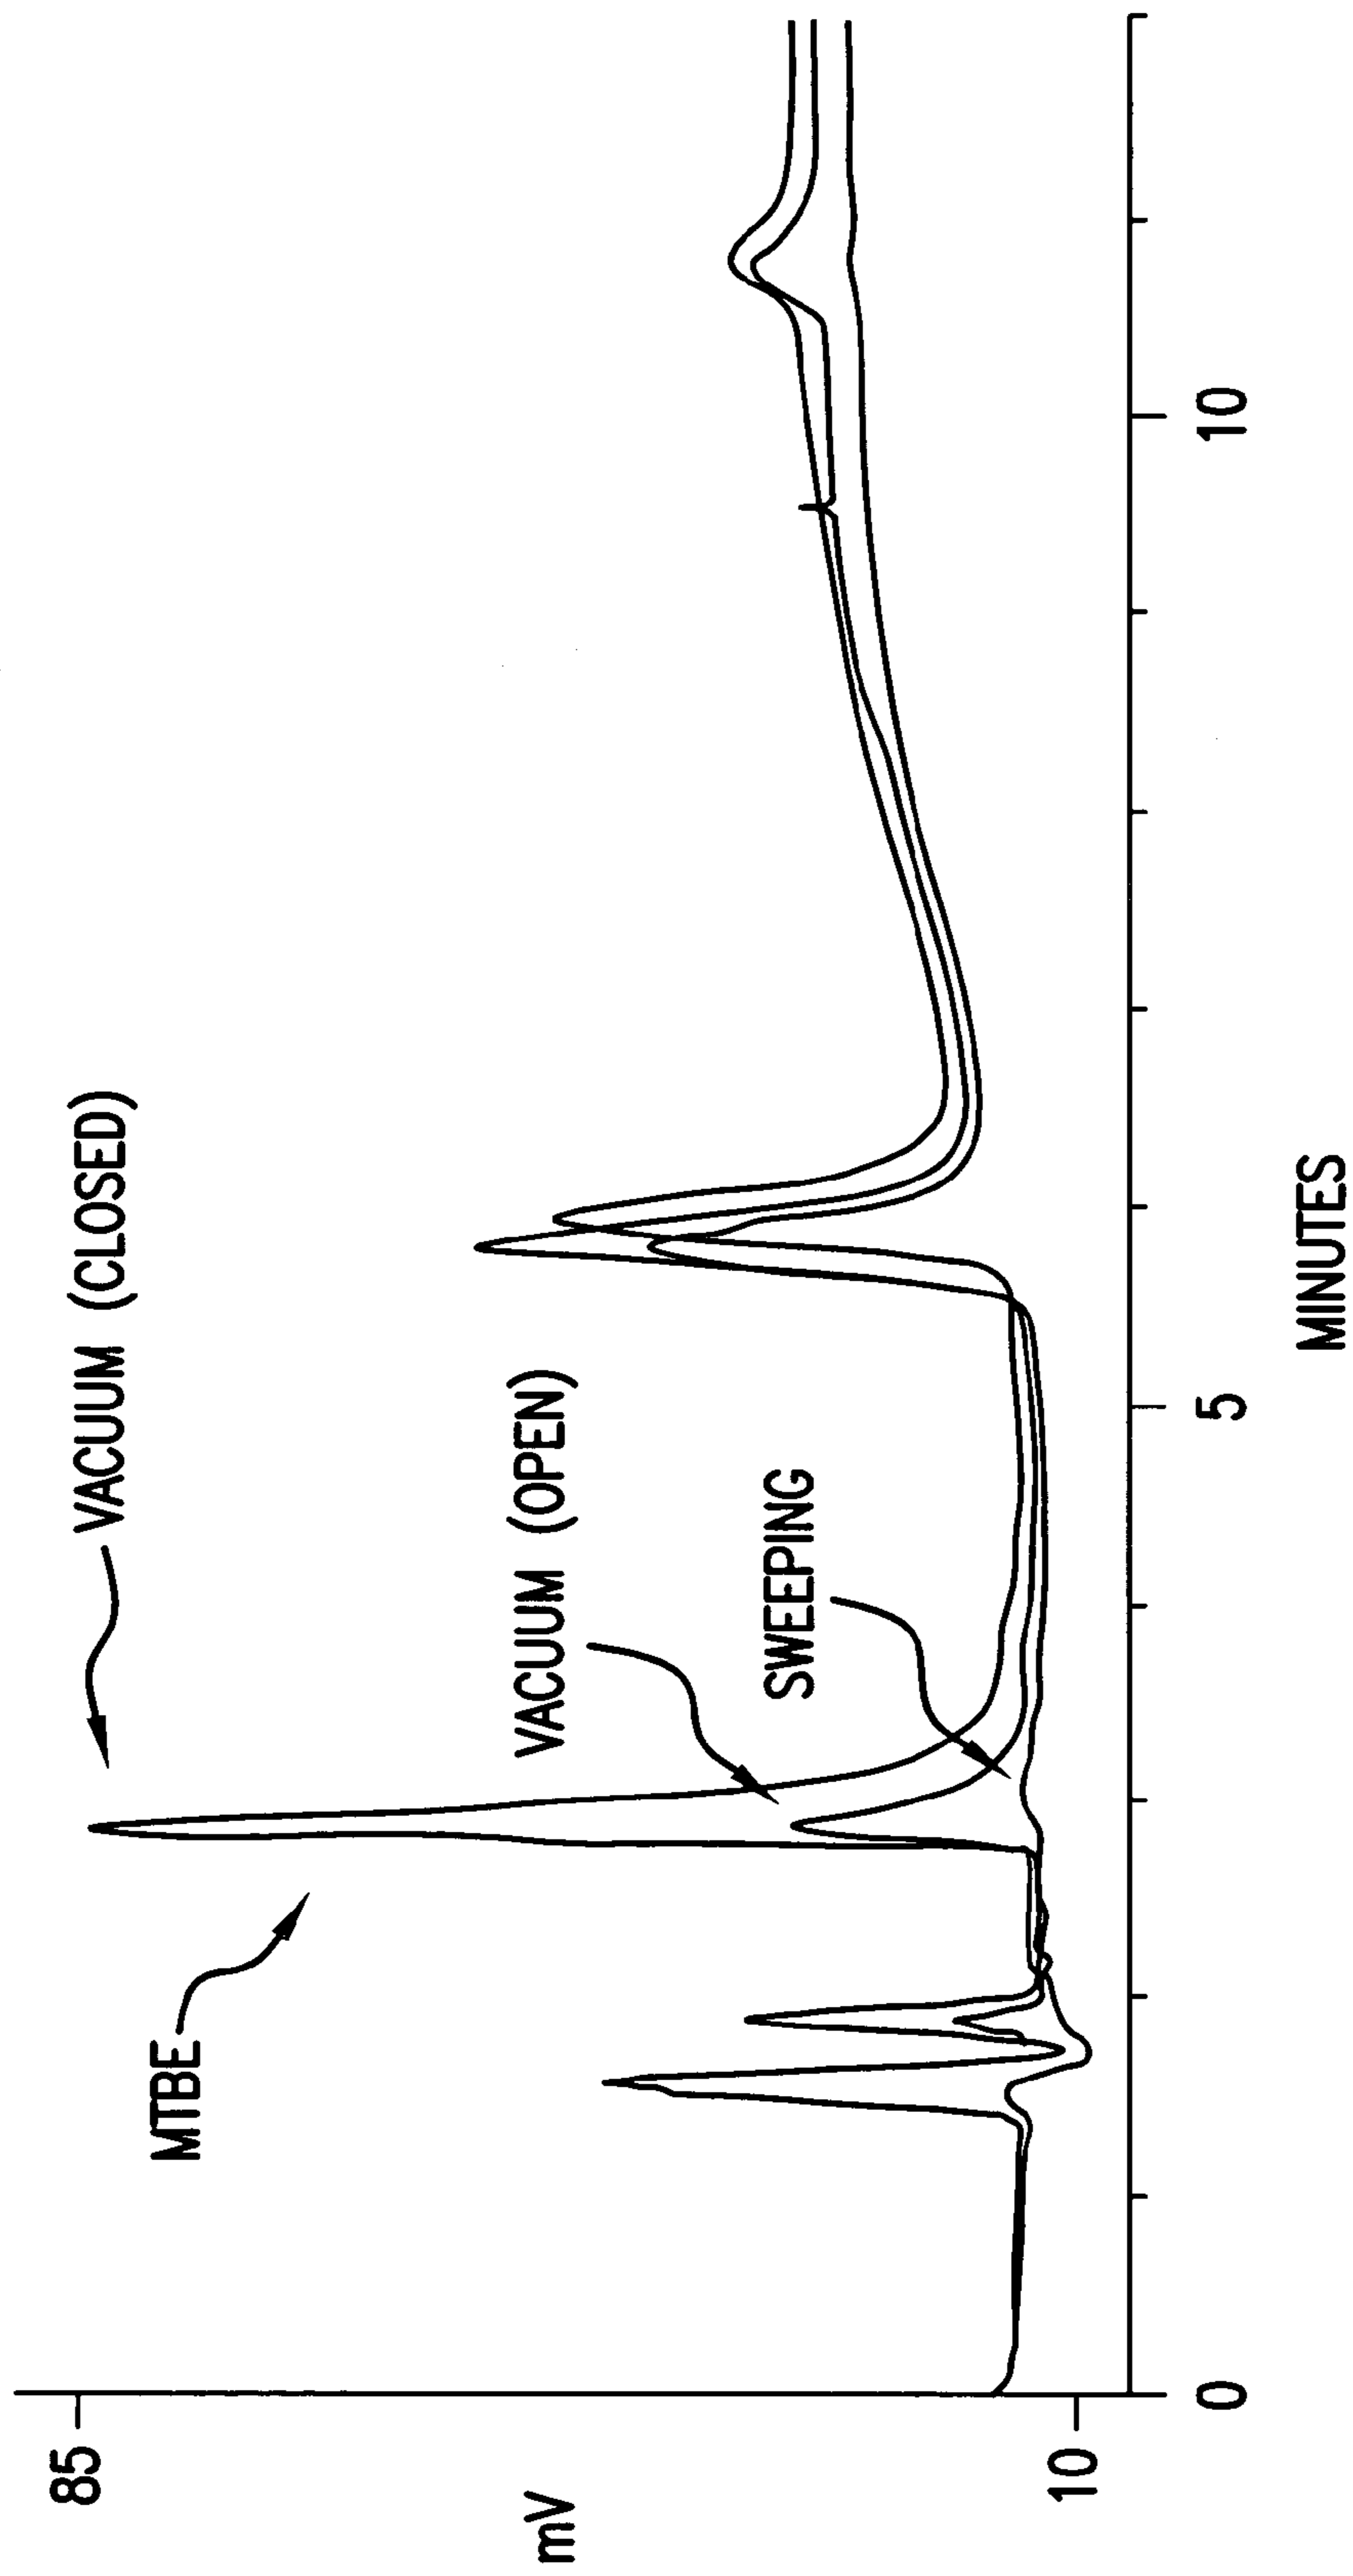 VACUUM (CLOSED)
MTBE
VACUUM (OPEN)
SWEEPING
85
mV
10
0
5
10
MINUTES